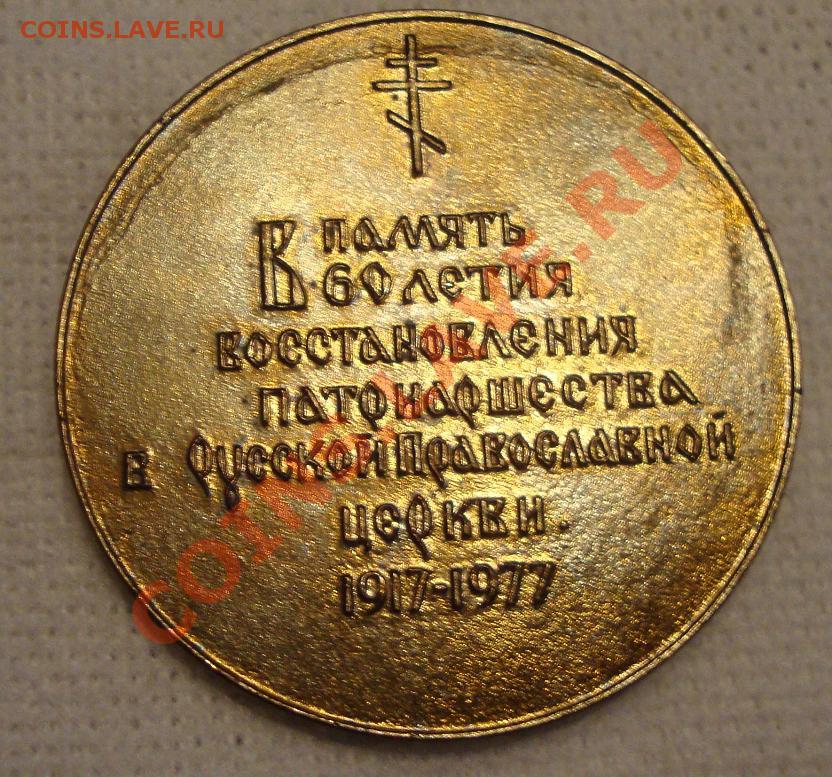 COINS.LAVE.RU
В ПАМЯТЬ
60 ЛЕТИЯ
ВОССТАНОВЛЕНИЯ
ПАТРИАРШЕСТВА
В РУССКОЙ ПРАВОСЛАВНОЙ
ЦЕРКВИ.
1917-1977
COINS.LAVE.RU